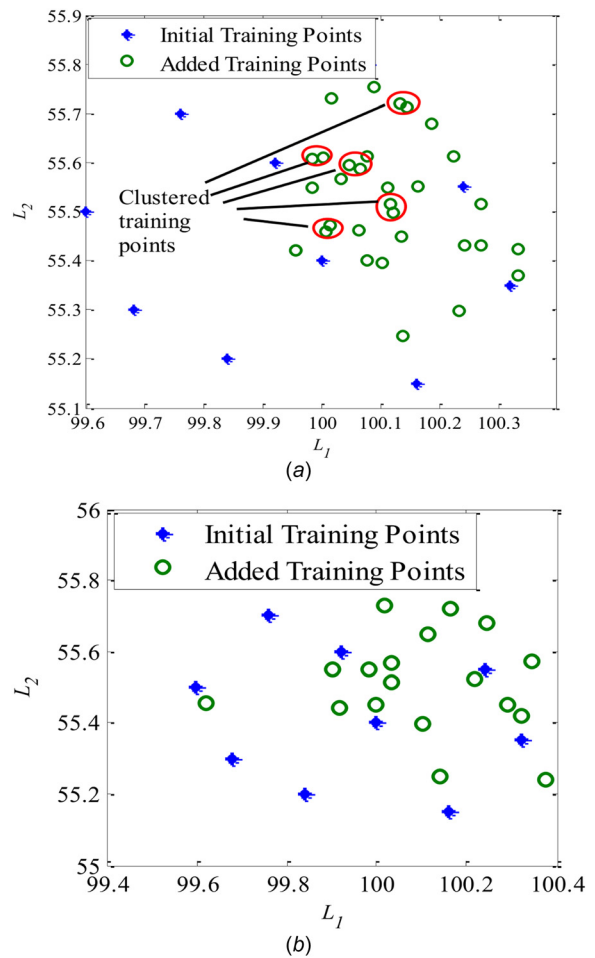 55.9
Initial Training Points
Added Training Points
55.8
55.7
55.6
55.5
55.4
55.3
55.2
55.1
L2
Clustered
training
points
99.6 99.7 99.8 99.9 100 100.1 100.2 100.3
L1
(a)
56
Initial Training Points
Added Training Points
55.8
55.6
55.4
55.2
55
L2
99.4 99.6 99.8 100 100.2 100.4
L1
(b)